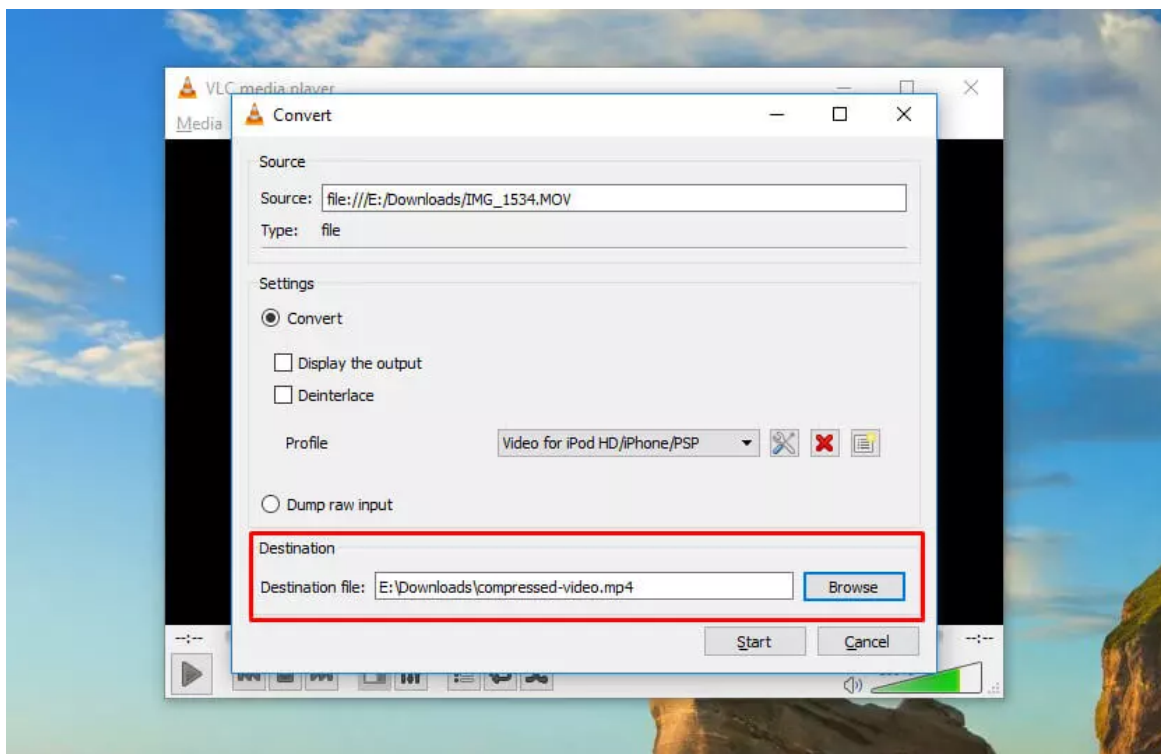 VLC media player
Media
Convert
Source
Source: file:///E:/Downloads/IMG_1534.MOV
Type: file
Settings
Convert
Display the output
Deinterlace
Profile Video for iPod HD/iPhone/PSP
Dump raw input
Destination
Destination file: E:\Downloads\compressed-video.mp4 Browse
Start Cancel
--:-- --:--